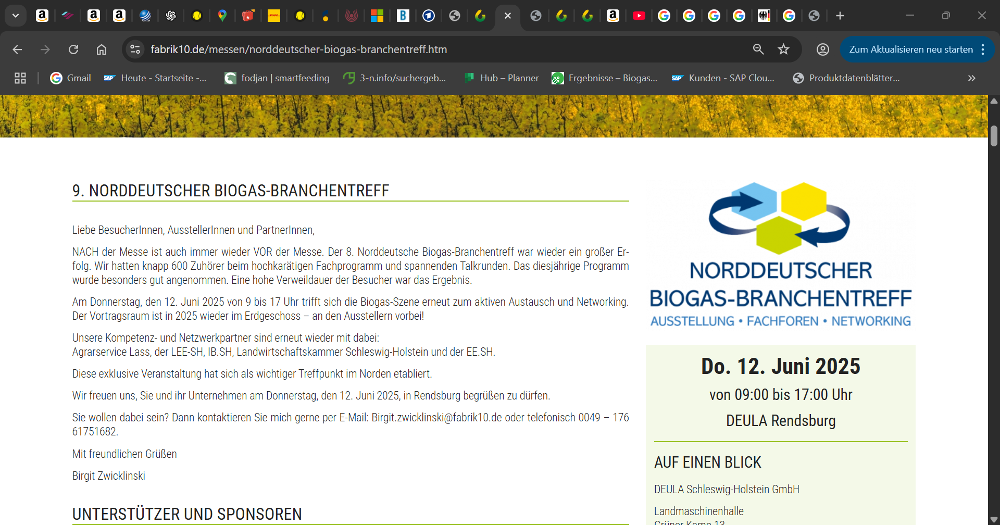 fabrik10.de/messen/norddeutscher-biogas-branchentreff.htm
Zum Aktualisieren neu starten
Gmail
Heute - Startseite -...
fodjan | smartfeeding
3-n.info/suchergeb...
Hub – Planner
Ergebnisse – Biogas...
Kunden - SAP Clou...
Produktdatenblätter...
9. NORDDEUTSCHER BIOGAS-BRANCHENTREFF
Liebe BesucherInnen, AusstellerInnen und PartnerInnen,
NACH der Messe ist auch immer wieder VOR der Messe. Der 8. Norddeutsche Biogas-Branchentreff war wieder ein großer Er-
folg. Wir hatten knapp 600 Zuhörer beim hochkarätigen Fachprogramm und spannenden Talkrunden. Das diesjährige Programm
wurde besonders gut angenommen. Eine hohe Verweildauer der Besucher war das Ergebnis.
Am Donnerstag, den 12. Juni 2025 von 9 bis 17 Uhr trifft sich die Biogas-Szene erneut zum aktiven Austausch und Networking.
Der Vortragsraum ist in 2025 wieder im Erdgeschoss – an den Ausstellern vorbei!
Unsere Kompetenz- und Netzwerkpartner sind erneut wieder mit dabei:
Agrarservice Lass, der LEE-SH, IB.SH, Landwirtschaftskammer Schleswig-Holstein und der EE.SH.
Diese exklusive Veranstaltung hat sich als wichtiger Treffpunkt im Norden etabliert.
Wir freuen uns, Sie und ihr Unternehmen am Donnerstag, den 12. Juni 2025, in Rendsburg begrüßen zu dürfen.
Sie wollen dabei sein? Dann kontaktieren Sie mich gerne per E-Mail: Birgit.zwicklinski@fabrik10.de oder telefonisch 0049 – 176
61751682.
Mit freundlichen Grüßen
Birgit Zwicklinski
UNTERSTÜTZER UND SPONSOREN
NORDDEUTSCHER
BIOGAS-BRANCHENTREFF
AUSSTELLUNG • FACHFOREN • NETWORKING
Do. 12. Juni 2025
von 09:00 bis 17:00 Uhr
DEULA Rendsburg
AUF EINEN BLICK
DEULA Schleswig-Holstein GmbH
Landmaschinenhalle
Grüner Kamp 13